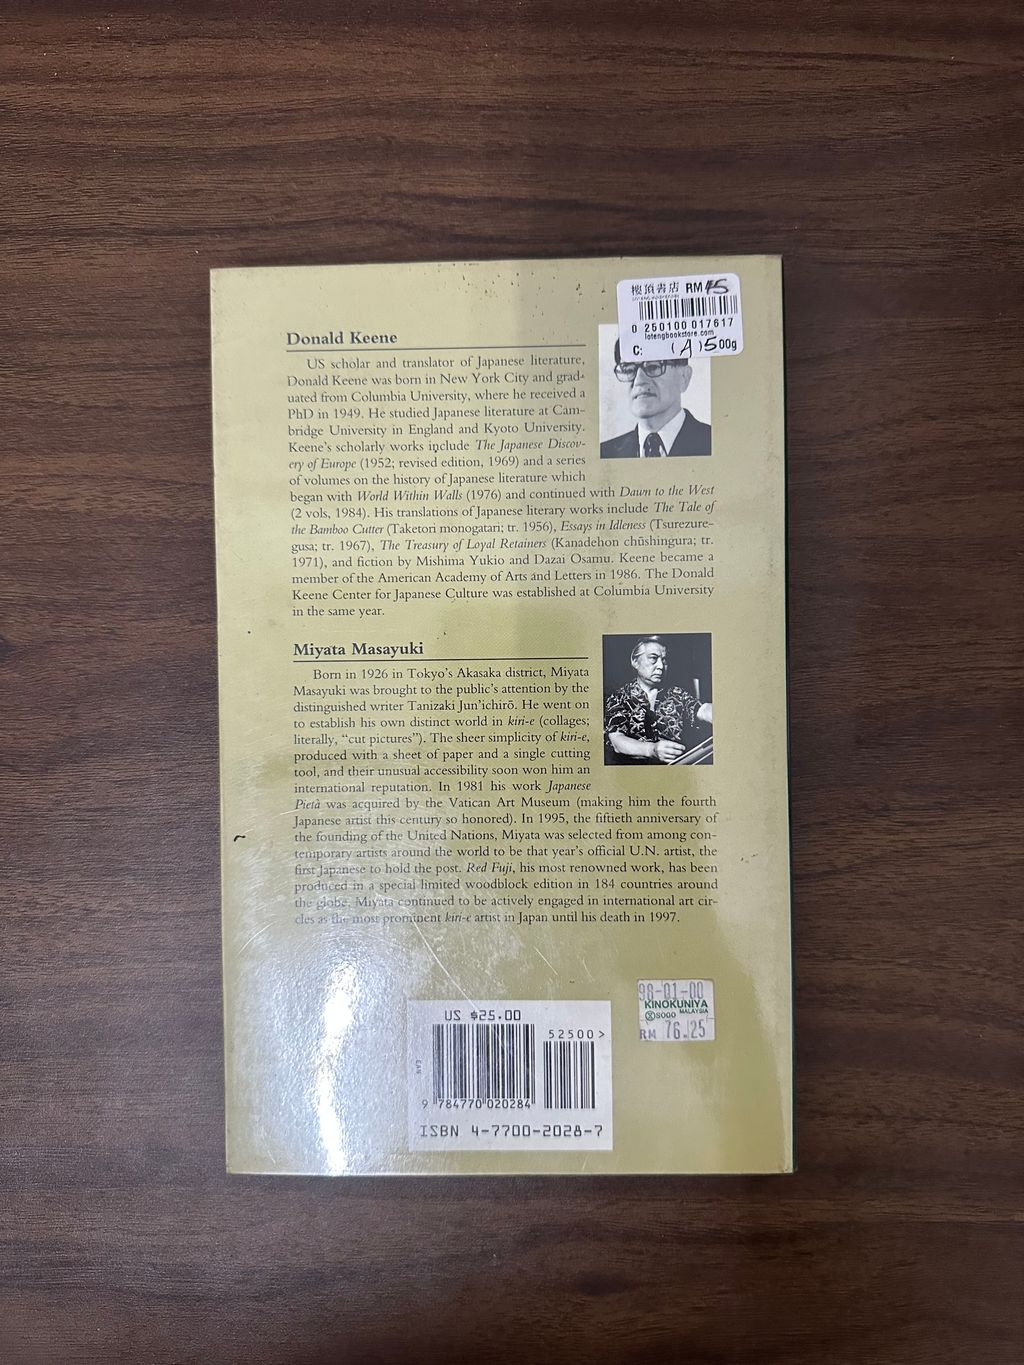 樓頂書店 RM 15
0 250100 017617
lotengbookstore.com
C: (A)500g
Donald Keene
US scholar and translator of Japanese literature,
Donald Keene was born in New York City and grad-
uated from Columbia University, where he received a
PhD in 1949. He studied Japanese literature at Cam-
bridge University in England and Kyoto University.
Keene's scholarly works include The Japanese Discov-
ery of Europe (1952; revised edition, 1969) and a series
of volumes on the history of Japanese literature which
began with World Within Walls (1976) and continued with Dawn to the West
(2 vols, 1984). His translations of Japanese literary works include The Tale of
the Bamboo Cutter (Taketori monogatari; tr. 1956), Essays in Idleness (Tsurezure-
gusa; tr. 1967), The Treasury of Loyal Retainers (Kanadehon chūshingura; tr.
1971), and fiction by Mishima Yukio and Dazai Osamu. Keene became a
member of the American Academy of Arts and Letters in 1986. The Donald
Keene Center for Japanese Culture was established at Columbia University
in the same year.
Miyata Masayuki
Born in 1926 in Tokyo's Akasaka district, Miyata
Masayuki was brought to the public's attention by the
distinguished writer Tanizaki Jun'ichirō. He went on
to establish his own distinct world in kiri-e (collages;
literally, "cut pictures"). The sheer simplicity of kiri-e,
produced with a sheet of paper and a single cutting
tool, and their unusual accessibility soon won him an
international reputation. In 1981 his work Japanese
Pietà was acquired by the Vatican Art Museum (making him the fourth
Japanese artist this century so honored). In 1995, the fiftieth anniversary of
the founding of the United Nations, Miyata was selected from among con-
temporary artists around the world to be that year's official U.N. artist, the
first Japanese to hold the post. Red Fuji, his most renowned work, has been
produced in a special limited woodblock edition in 184 countries around
the globe. Miyata continued to be actively engaged in international art cir-
cles as the most prominent kiri-e artist in Japan until his death in 1997.
98-01-00
KINOKUNIYA
SOGO MALAYSIA
RM 76.25
US $25.00
52500>
EAN
9 784770 020284
ISBN 4-7700-2028-7